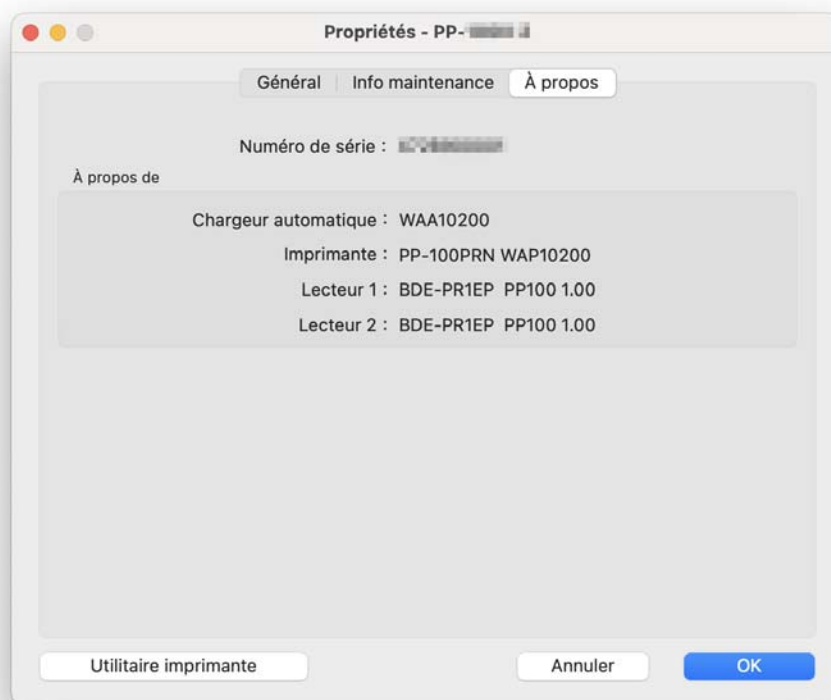 Propriétés - PP-
Général Info maintenance À propos
Numéro de série :
À propos de
Chargeur automatique : WAA10200
Imprimante : PP-100PRN WAP10200
Lecteur 1 : BDE-PR1EP PP100 1.00
Lecteur 2 : BDE-PR1EP PP100 1.00
Utilitaire imprimante Annuler OK